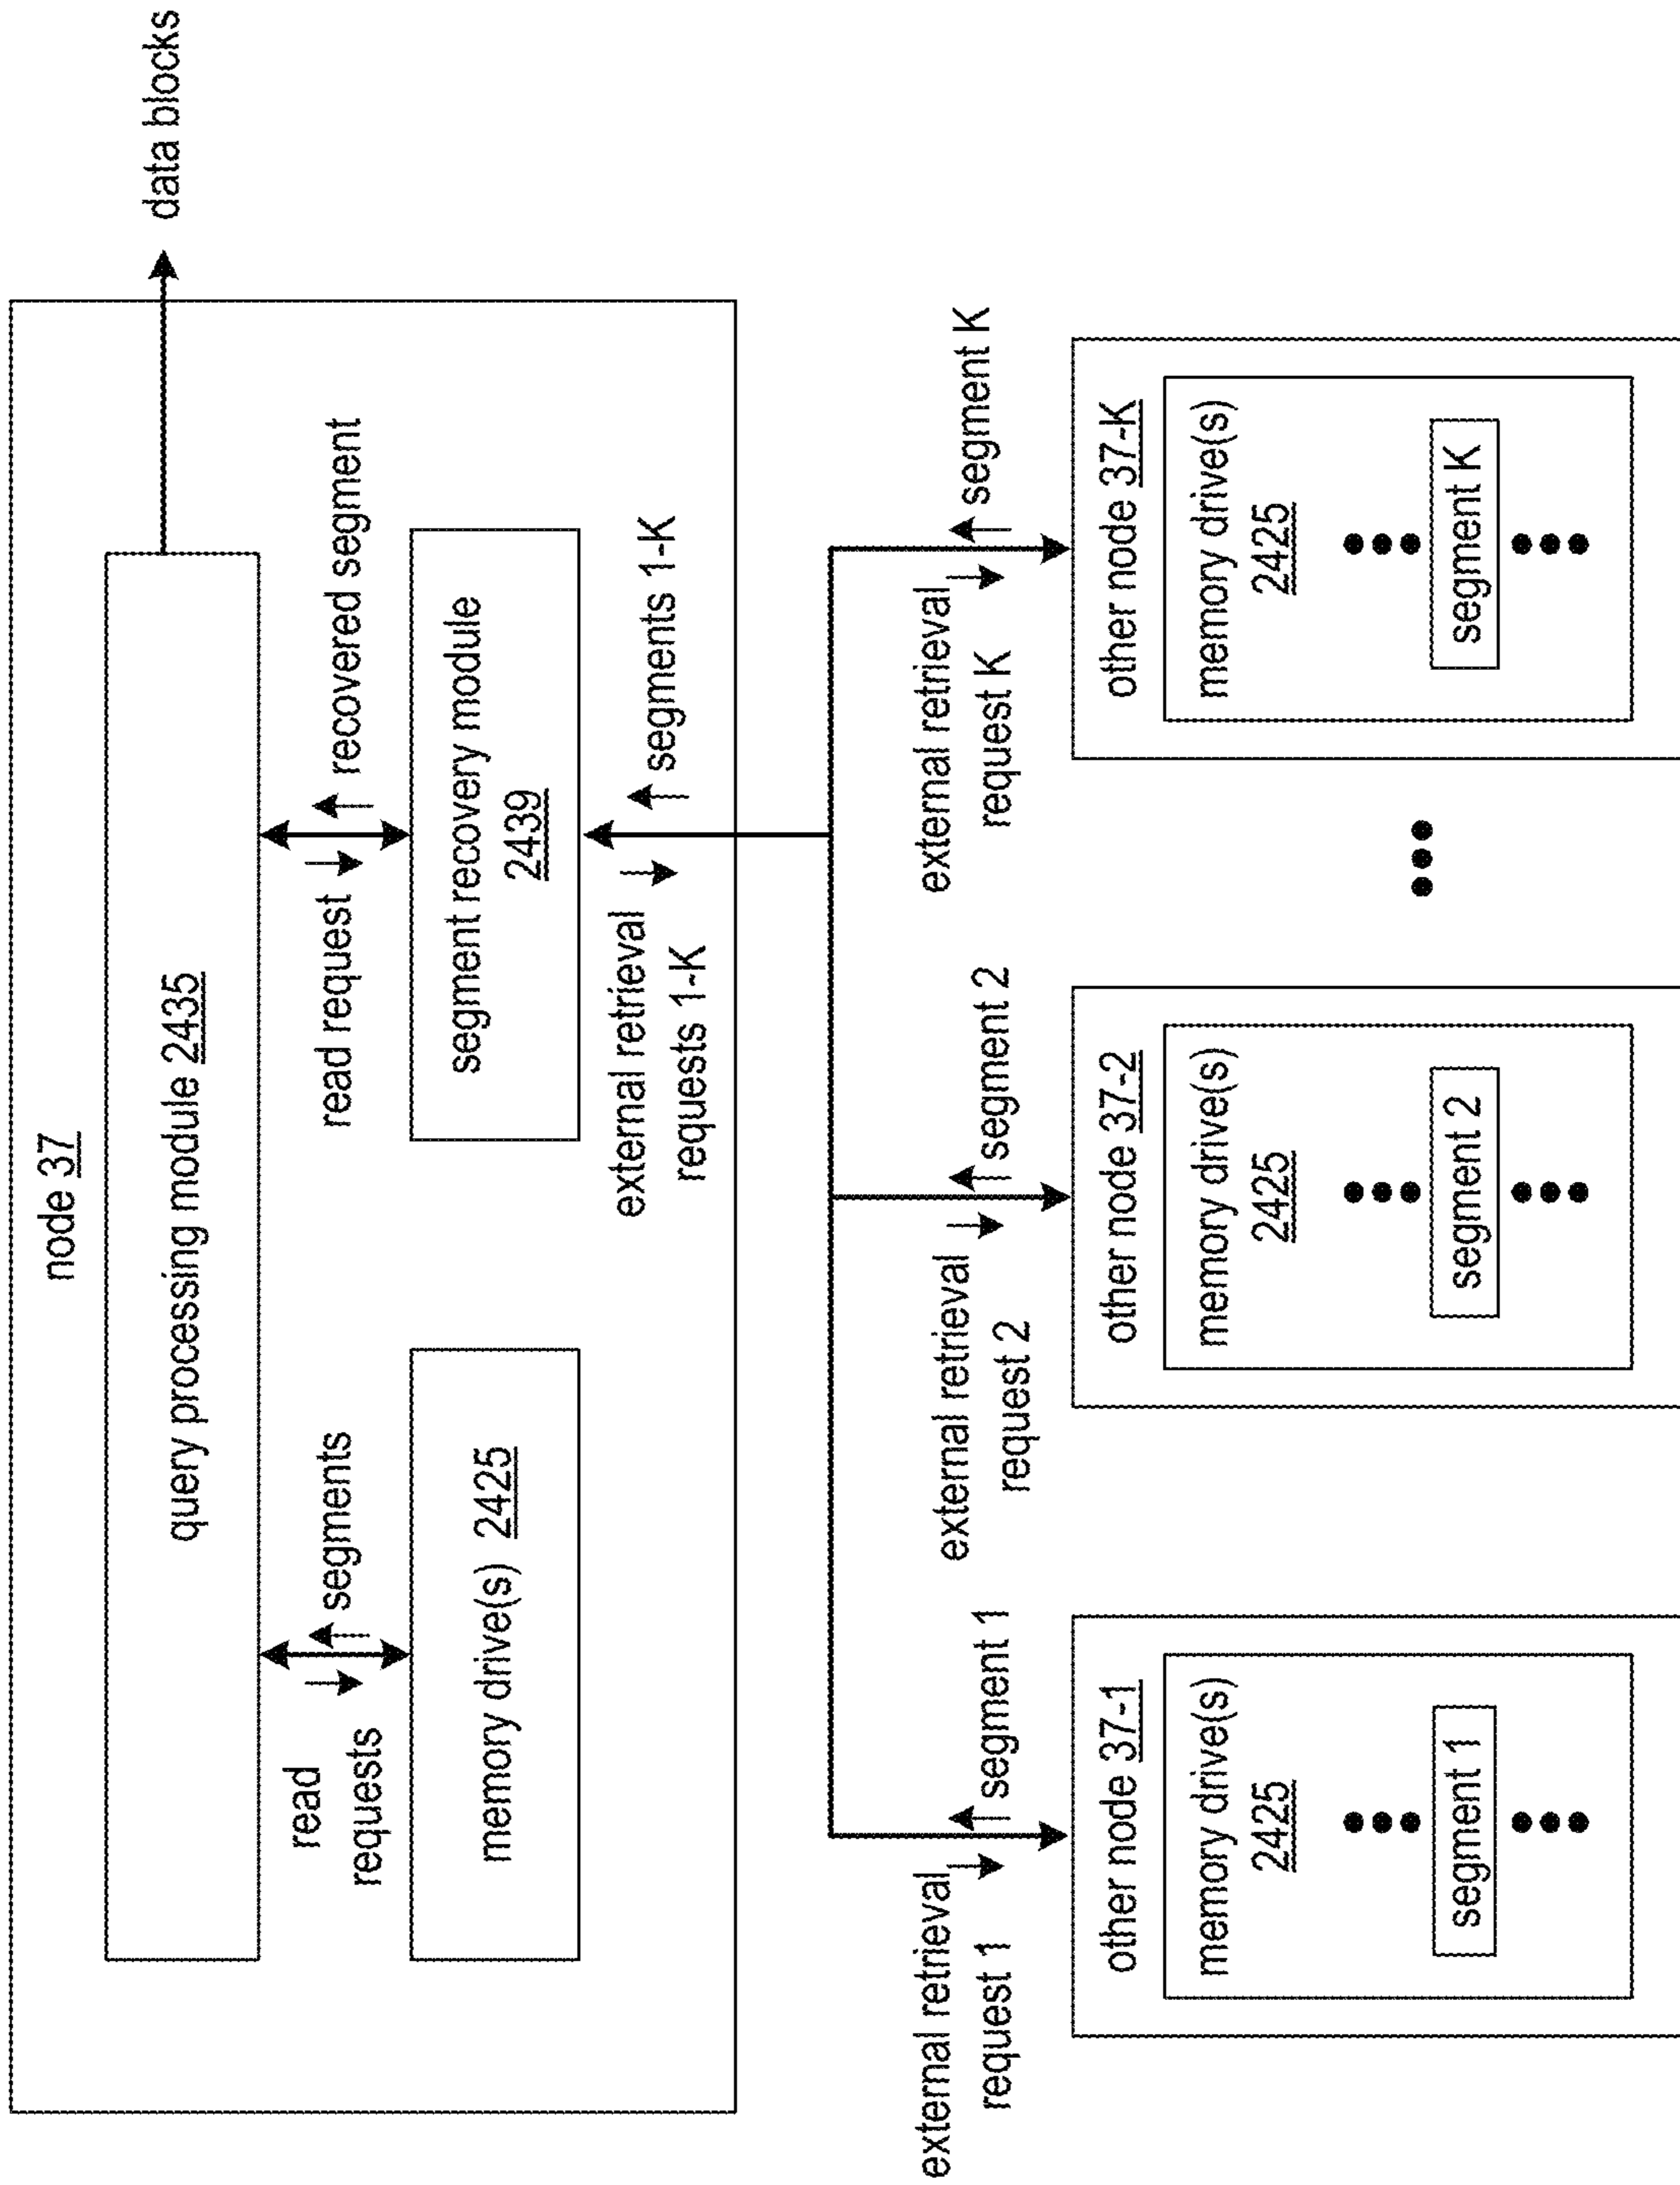 node 37
query processing module 2435
data blocks
read
requests
segments
read request
recovered segment
memory drive(s) 2425
segment recovery module
2439
external retrieval
requests 1-K
segments 1-K
external retrieval
request 1
segment 1
external retrieval
request 2
segment 2
external retrieval
request K
segment K
other node 37-1
memory drive(s)
2425
segment 1
other node 37-2
memory drive(s)
2425
segment 2
other node 37-K
memory drive(s)
2425
segment K